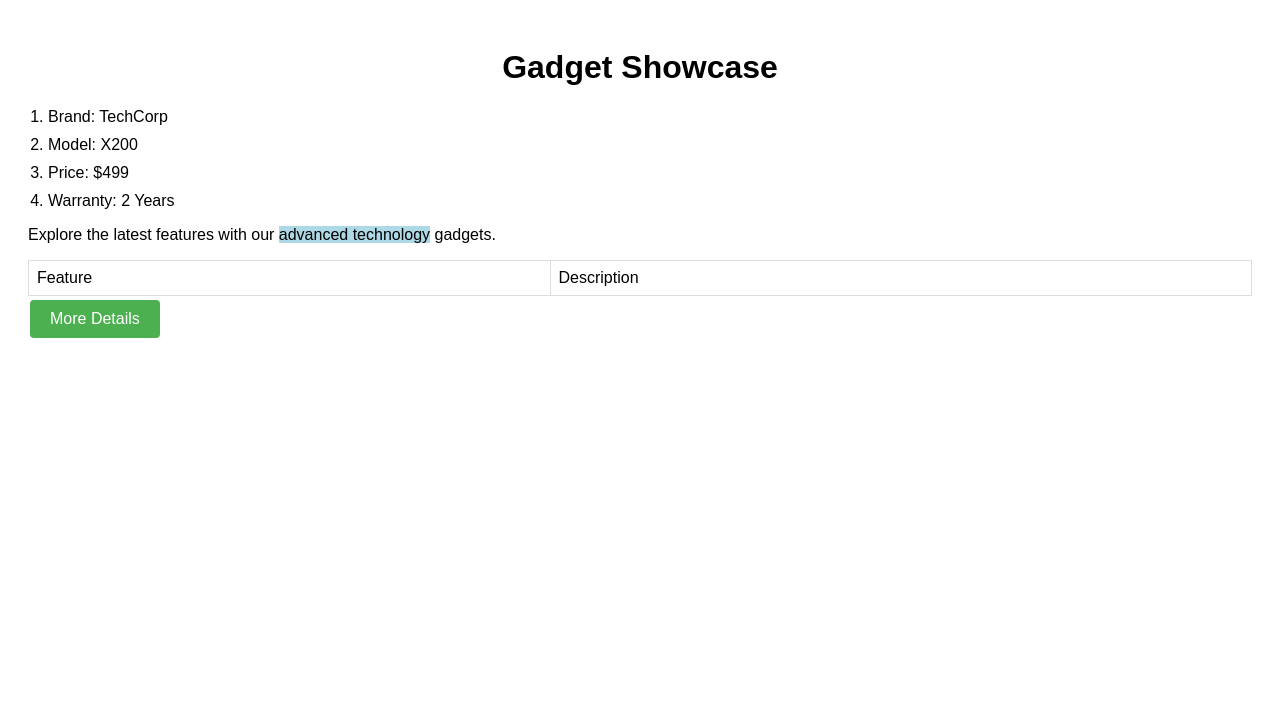 Gadget Showcase
1. Brand: TechCorp
2. Model: X200
3. Price: $499
4. Warranty: 2 Years
Explore the latest features with our advanced technology gadgets.
Feature Description
More Details